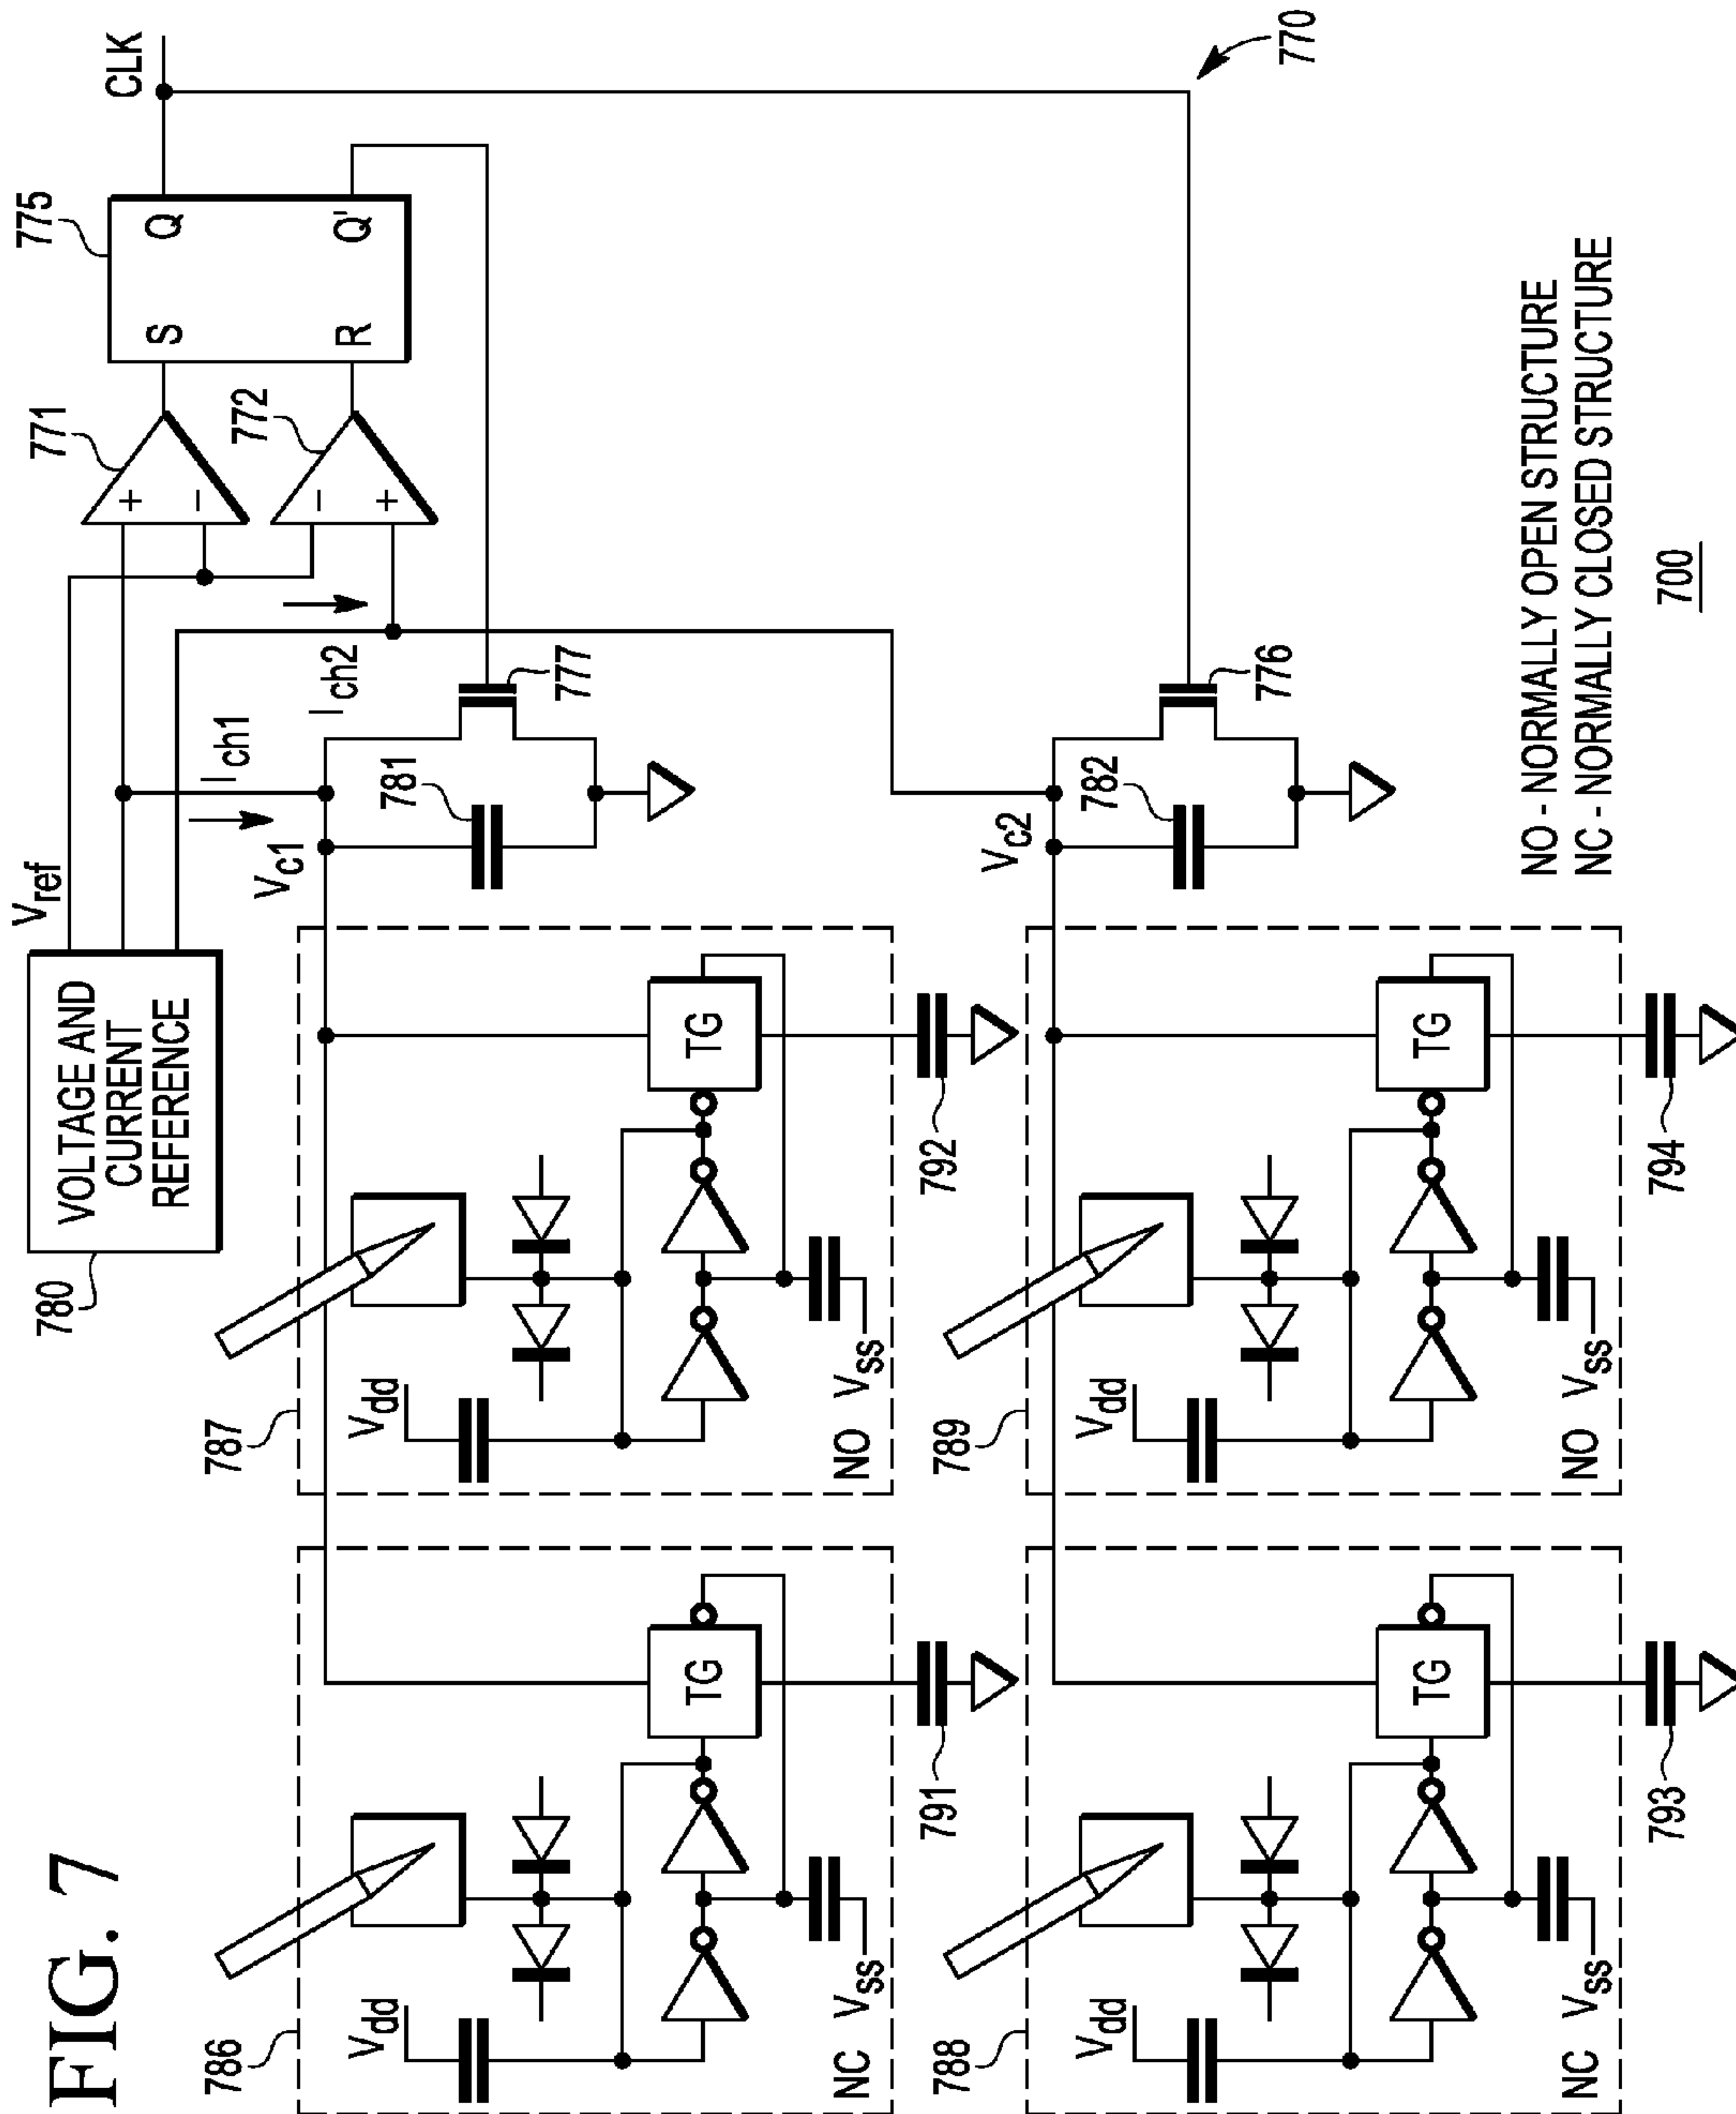 FIG. 7
780
VOLTAGE AND
CURRENT
REFERENCE
Vref
Ich1
Ich2
771
+
−
772
−
+
775
S
Q
R
Q'
CLK
770
786
Vdd
TG
NC
Vss
791
787
Vdd
TG
NO
Vss
792
Vc1
781
777
788
Vdd
TG
NC
Vss
793
789
Vdd
TG
NO
Vss
794
Vc2
782
776
NO - NORMALLY OPEN STRUCTURE
NC - NORMALLY CLOSED STRUCTURE
700